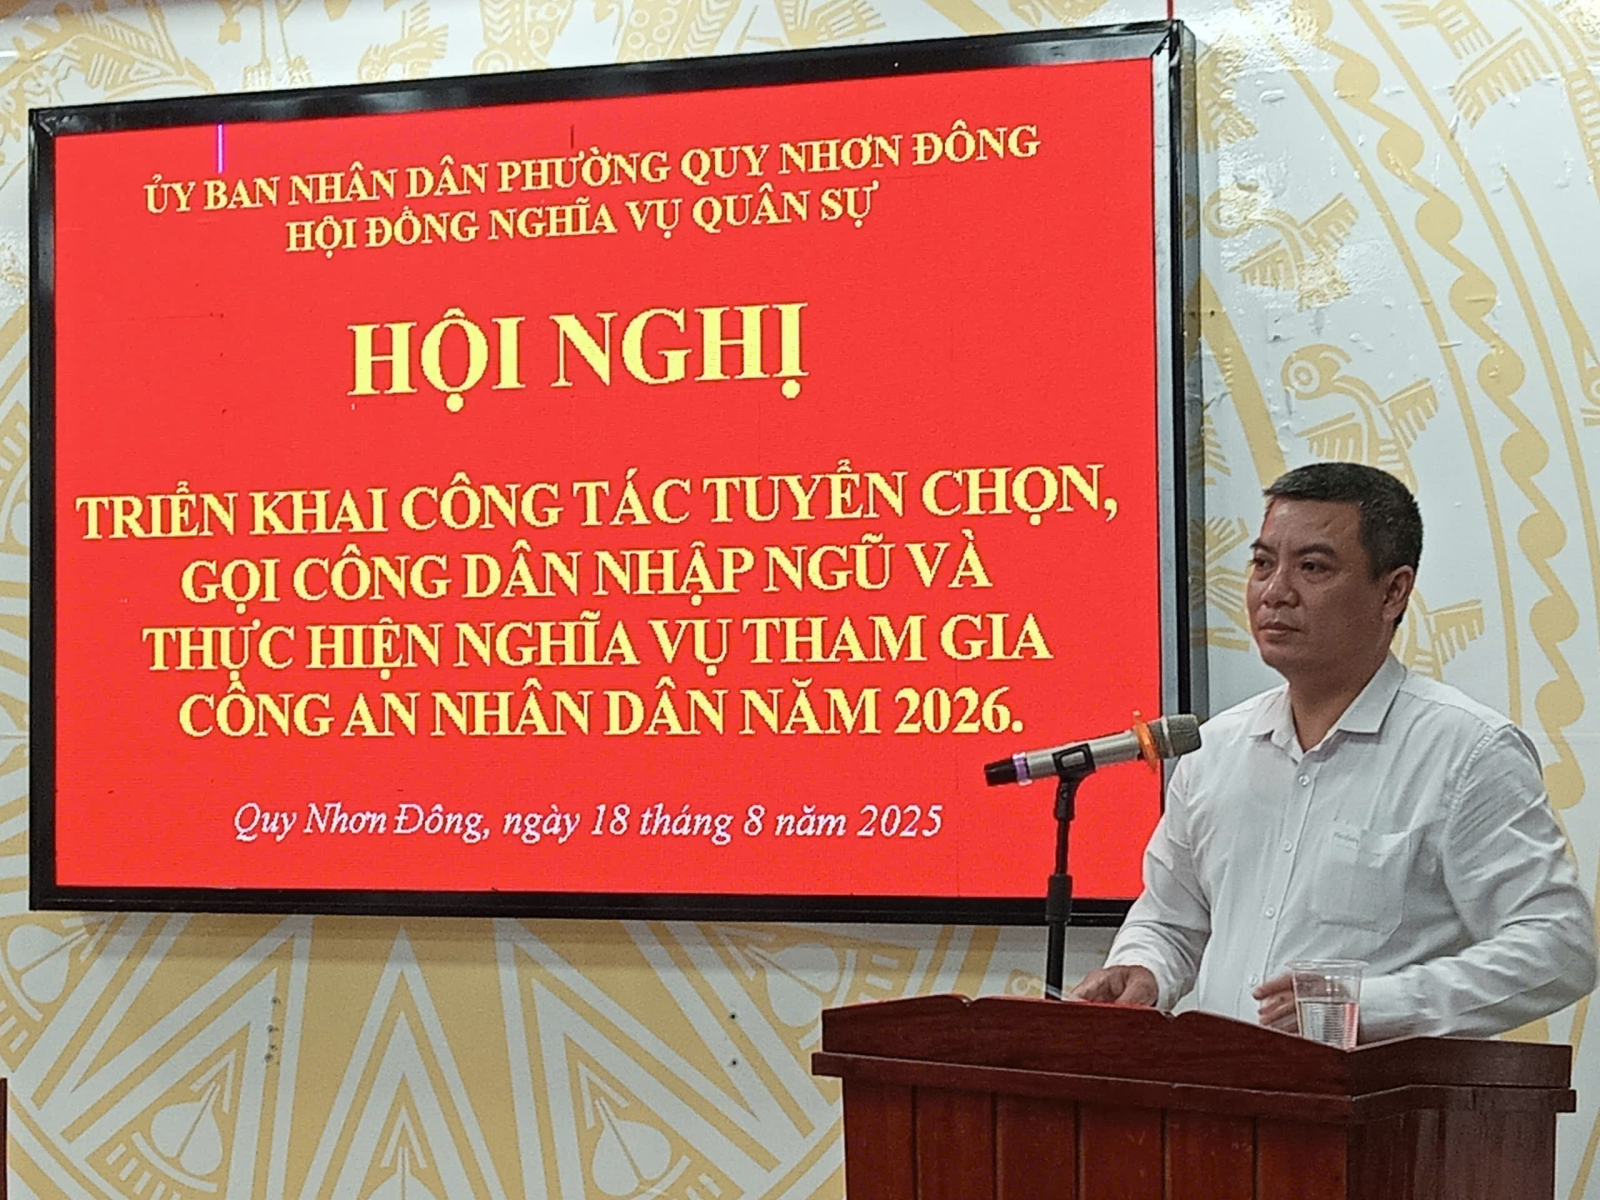 ỦY BAN NHÂN DÂN PHƯỜNG QUY NHƠN ĐÔNG
HỘI ĐỒNG NGHĨA VỤ QUÂN SỰ
HỘI NGHỊ
TRIỂN KHAI CÔNG TÁC TUYỂN CHỌN,
GỌI CÔNG DÂN NHẬP NGŨ VÀ
THỰC HIỆN NGHĨA VỤ THAM GIA
CÔNG AN NHÂN DÂN NĂM 2026.
Quy Nhơn Đông, ngày 18 tháng 8 năm 2025